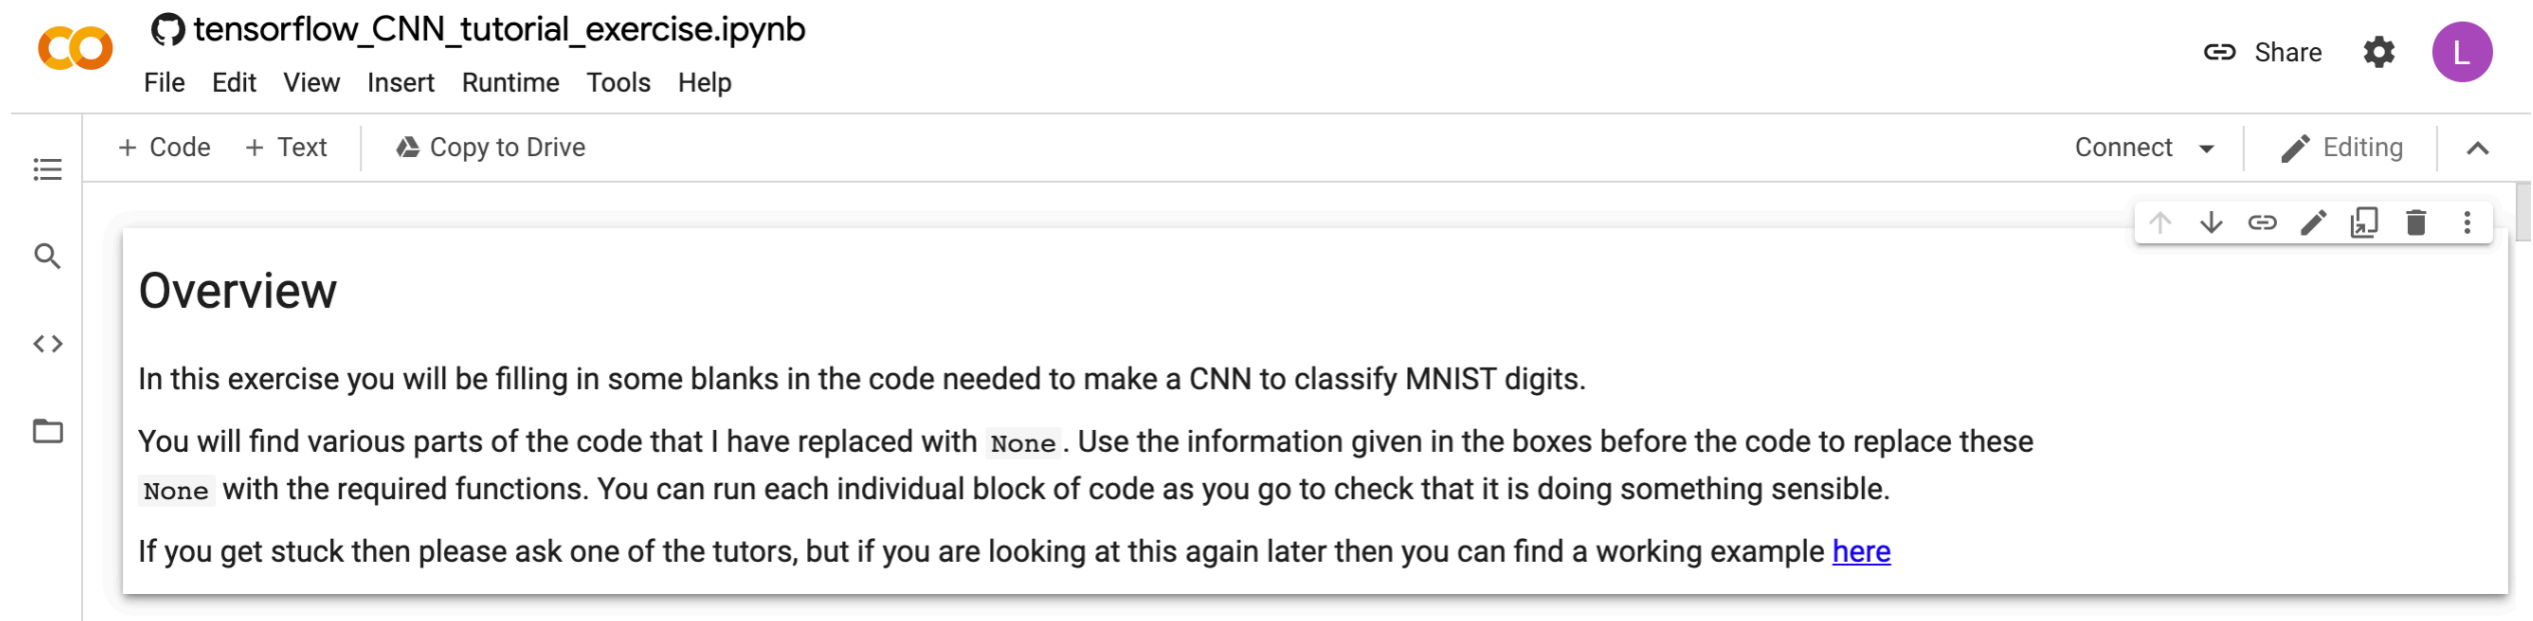 tensorflow_CNN_tutorial_exercise.ipynb
File Edit View Insert Runtime Tools Help
Share
L
+ Code + Text Copy to Drive
Connect
Editing
Overview
In this exercise you will be filling in some blanks in the code needed to make a CNN to classify MNIST digits.
You will find various parts of the code that I have replaced with None. Use the information given in the boxes before the code to replace these
None with the required functions. You can run each individual block of code as you go to check that it is doing something sensible.
If you get stuck then please ask one of the tutors, but if you are looking at this again later then you can find a working example here